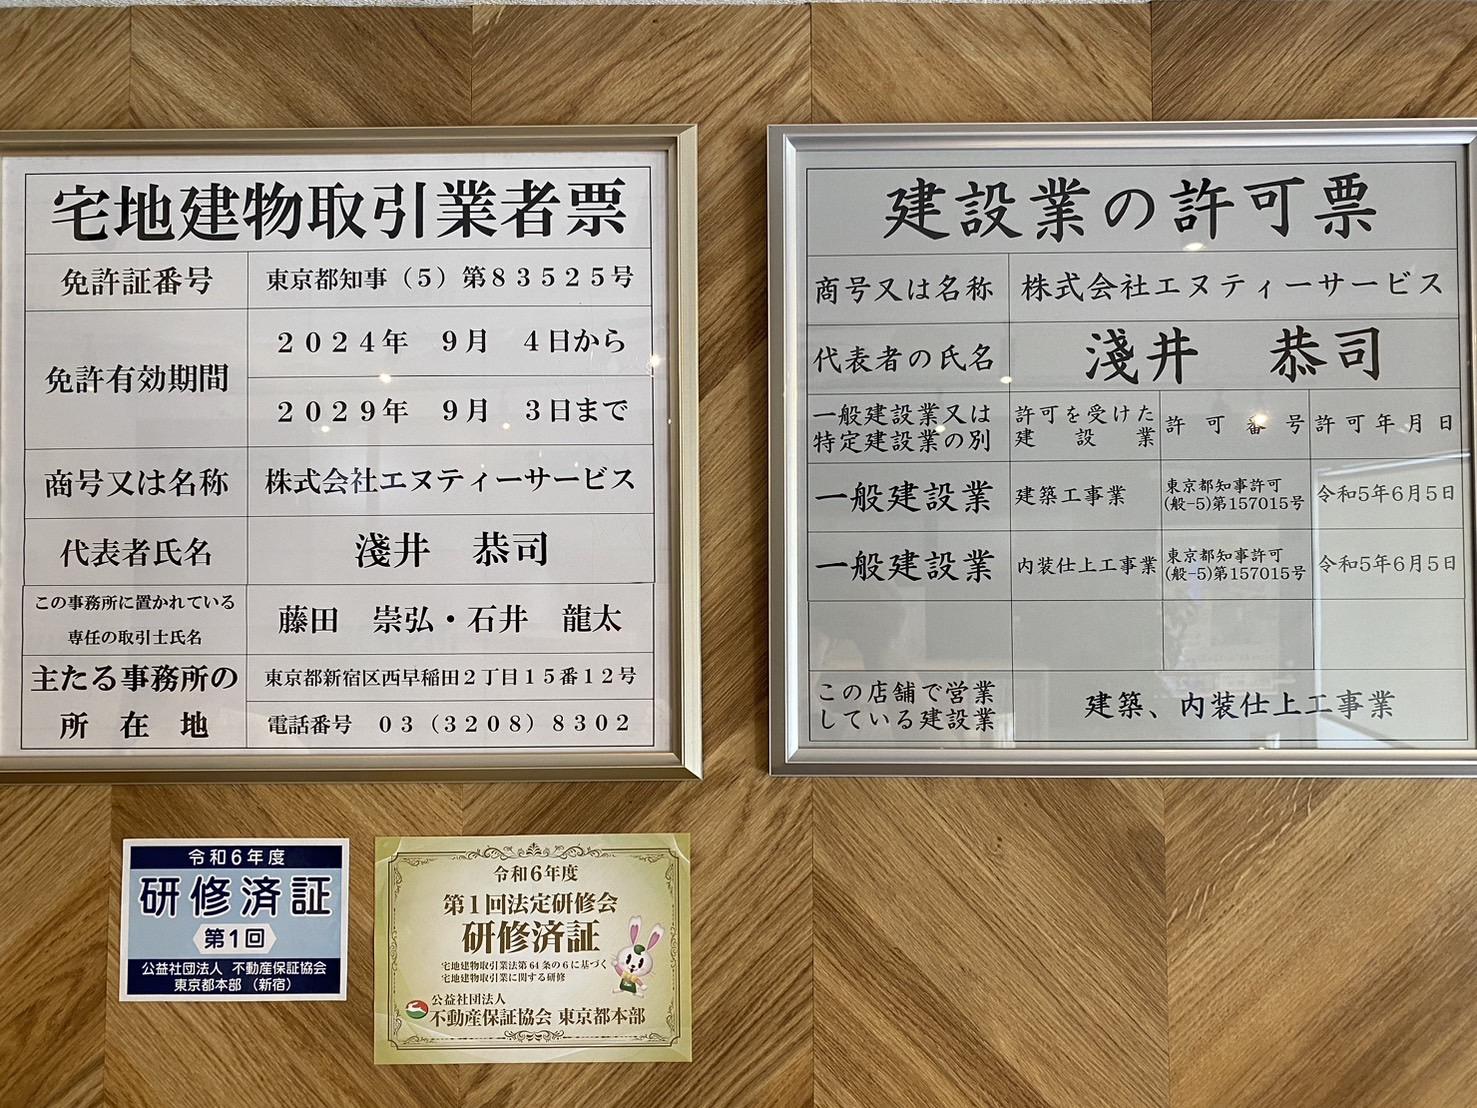 宅地建物取引業者票
免許証番号 東京都知事（5）第83525号
免許有効期間
2024年 9月 4日から
2029年 9月 3日まで
商号又は名称 株式会社エヌティーサービス
代表者氏名 淺井 恭司
この事務所に置かれている
専任の取引士氏名
藤田 崇弘・石井 龍太
主たる事務所の
所在地
東京都新宿区西早稲田2丁目15番12号
電話番号 03（3208）8302
建設業の許可票
商号又は名称 株式会社エヌティーサービス
代表者の氏名 淺井 恭司
一般建設業又は
特定建設業の別
許可を受けた
建設業
許可番号
許可年月日
一般建設業
建築工事業
東京都知事許可
(般-5)第157015号
令和5年6月5日
一般建設業
内装仕上工事業
東京都知事許可
(般-5)第157015号
令和5年6月5日
この店舗で営業
している建設業
建築、内装仕上工事業
令和6年度
研修済証
第1回
公益社団法人 不動産保証協会
東京都本部（新宿）
令和6年度
第1回法定研修会
研修済証
宅地建物取引業法第64条の6に基づく
宅地建物取引業に関する研修
公益社団法人
不動産保証協会 東京都本部